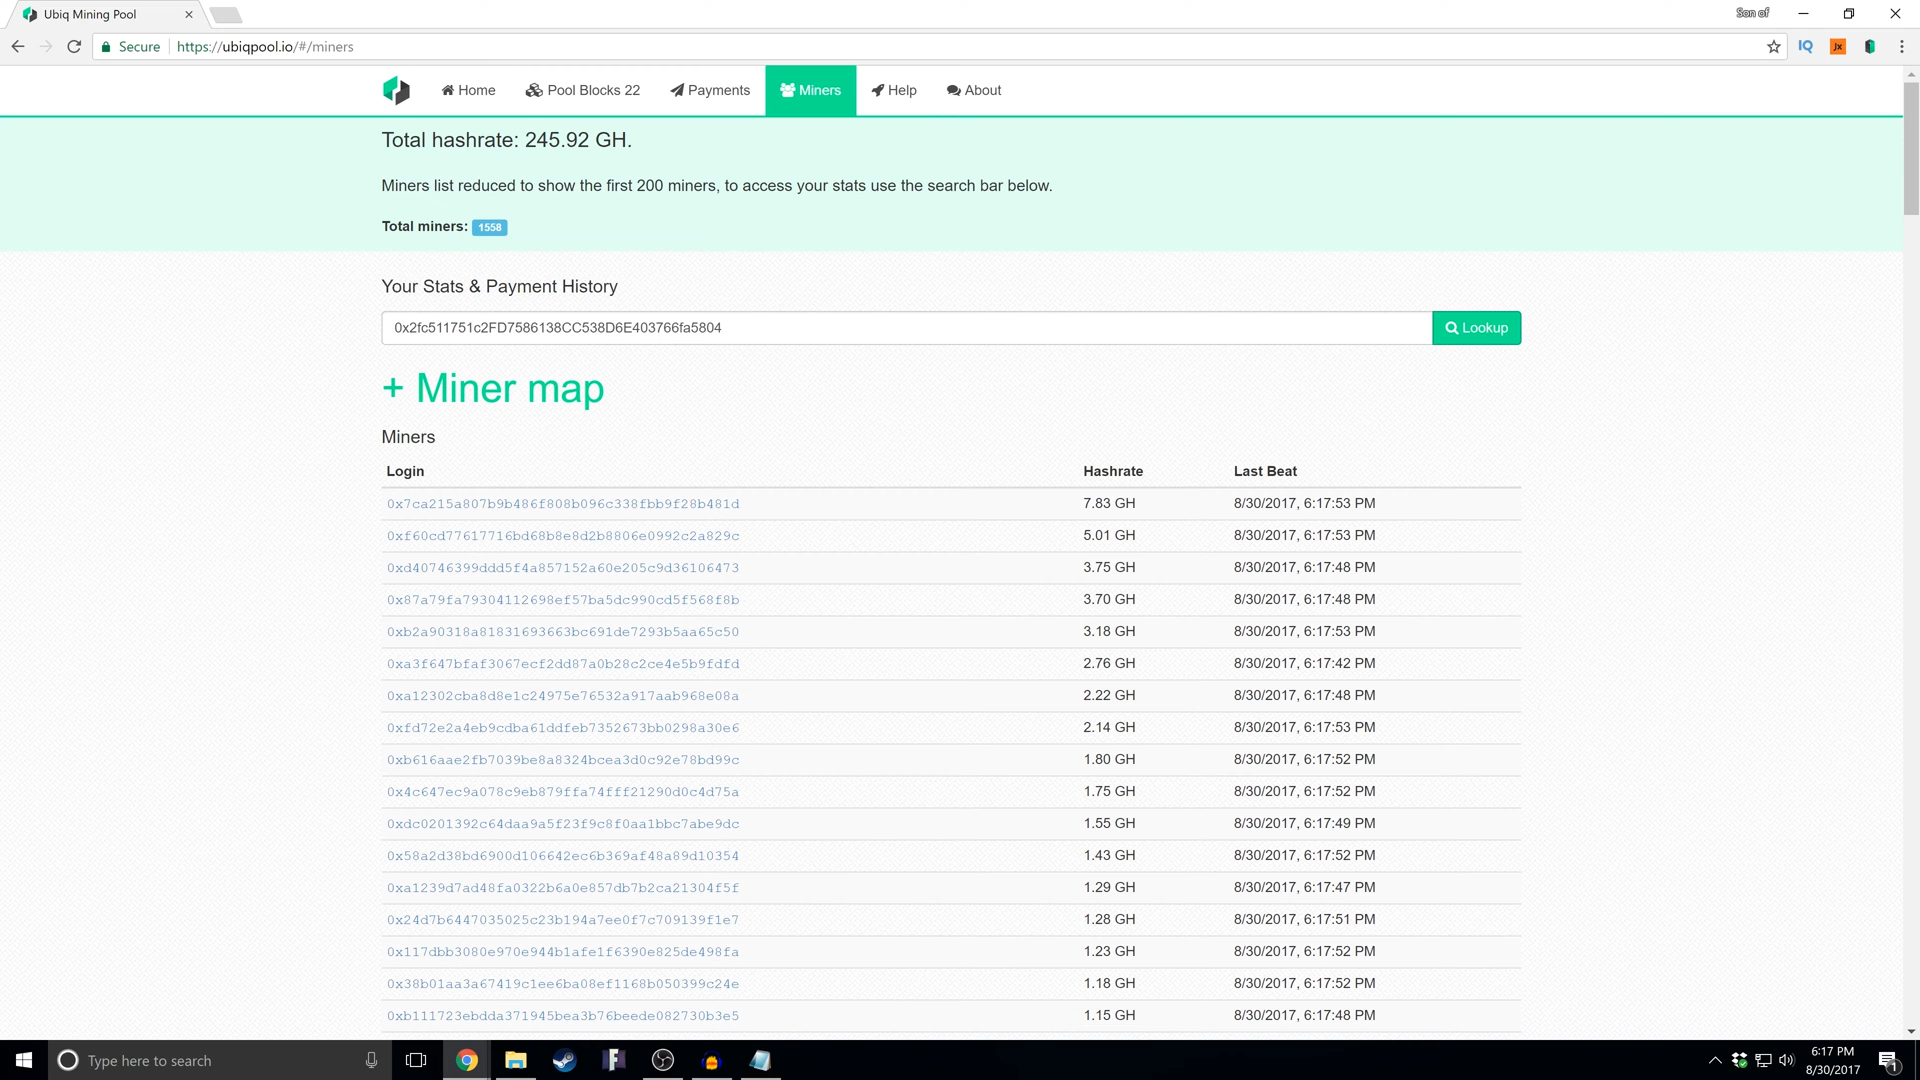 Ubiq Mining Pool
Son of
Secure https://ubiqpool.io/#/miners
IQ Jx
Home Pool Blocks 22 Payments Miners Help About
Total hashrate: 245.92 GH.
Miners list reduced to show the first 200 miners, to access your stats use the search bar below.
Total miners: 1558
Your Stats & Payment History
0x2fc511751c2FD7586138CC538D6E403766fa5804 Lookup
+ Miner map
Miners
Login Hashrate Last Beat
0x7ca215a807b9b486f808b096c338fbb9f28b481d 7.83 GH 8/30/2017, 6:17:53 PM
0xf60cd77617716bd68b8e8d2b8806e0992c2a829c 5.01 GH 8/30/2017, 6:17:53 PM
0xd40746399ddd5f4a857152a60e205c9d36106473 3.75 GH 8/30/2017, 6:17:48 PM
0x87a79fa79304112698ef57ba5dc990cd5f568f8b 3.70 GH 8/30/2017, 6:17:48 PM
0xb2a90318a81831693663bc691de7293b5aa65c50 3.18 GH 8/30/2017, 6:17:53 PM
0xa3f647bfaf3067ecf2dd87a0b28c2ce4e5b9fdfd 2.76 GH 8/30/2017, 6:17:42 PM
0xa12302cba8d8e1c24975e76532a917aab968e08a 2.22 GH 8/30/2017, 6:17:48 PM
0xfd72e2a4eb9cdba61ddfeb7352673bb0298a30e6 2.14 GH 8/30/2017, 6:17:53 PM
0xb616aae2fb7039be8a8324bcea3d0c92e78bd99c 1.80 GH 8/30/2017, 6:17:52 PM
0x4c647ec9a078c9eb879ffa74fff21290d0c4d75a 1.75 GH 8/30/2017, 6:17:52 PM
0xdc0201392c64daa9a5f23f9c8f0aa1bbc7abe9dc 1.55 GH 8/30/2017, 6:17:49 PM
0x58a2d38bd6900d106642ec6b369af48a89d10354 1.43 GH 8/30/2017, 6:17:52 PM
0xa1239d7ad48fa0322b6a0e857db7b2ca21304f5f 1.29 GH 8/30/2017, 6:17:47 PM
0x24d7b6447035025c23b194a7ee0f7c709139f1e7 1.28 GH 8/30/2017, 6:17:51 PM
0x117dbb3080e970e944b1afe1f6390e825de498fa 1.23 GH 8/30/2017, 6:17:52 PM
0x38b01aa3a67419c1ee6ba08ef1168b050399c24e 1.18 GH 8/30/2017, 6:17:52 PM
0xb111723ebdda371945bea3b76beede082730b3e5 1.15 GH 8/30/2017, 6:17:48 PM
Type here to search
6:17 PM
8/30/2017
1